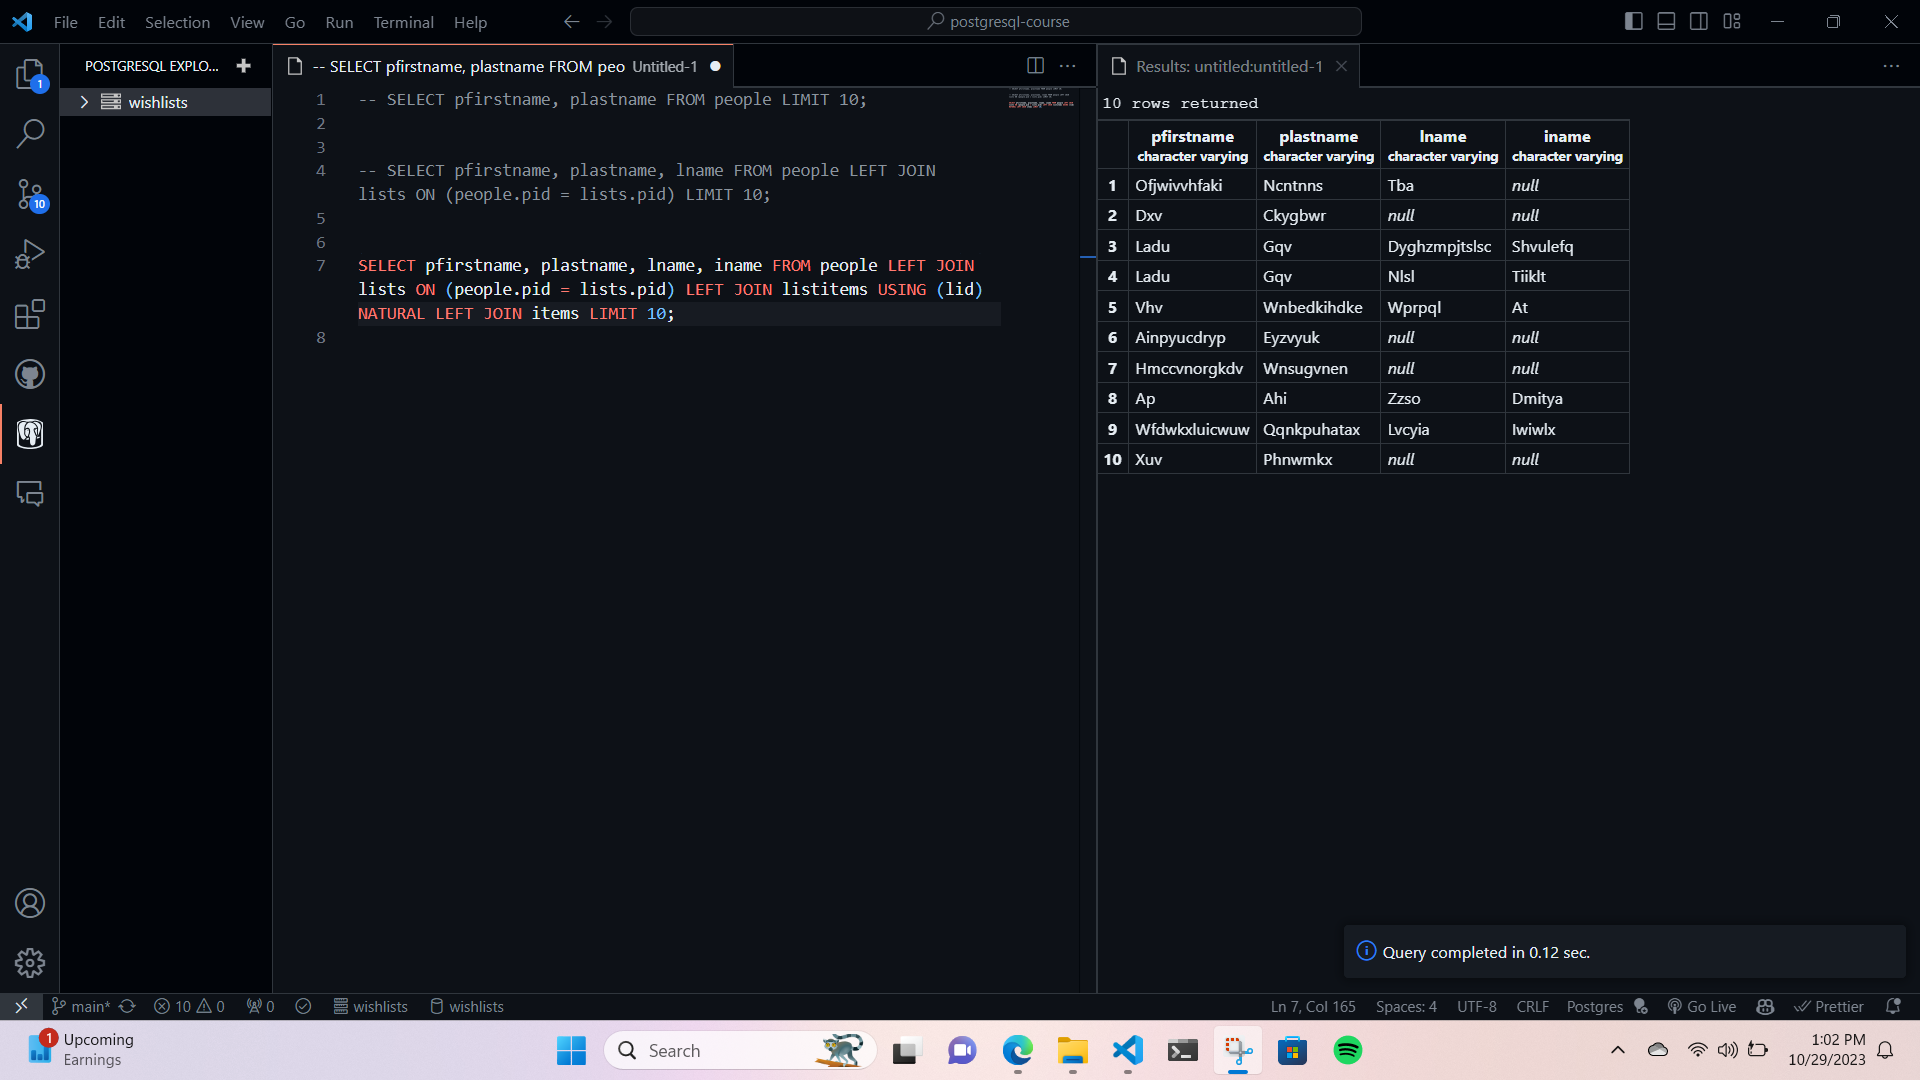 File Edit Selection View Go Run Terminal Help
postgresql-course
POSTGRESQL EXPLO...
wishlists
-- SELECT pfirstname, plastname FROM peo Untitled-1
1 -- SELECT pfirstname, plastname FROM people LIMIT 10;
2
3
4 -- SELECT pfirstname, plastname, lname FROM people LEFT JOIN
lists ON (people.pid = lists.pid) LIMIT 10;
5
6
7 SELECT pfirstname, plastname, lname, iname FROM people LEFT JOIN
lists ON (people.pid = lists.pid) LEFT JOIN listitems USING (lid)
NATURAL LEFT JOIN items LIMIT 10;
8
Results: untitled:untitled-1
10 rows returned
pfirstname plastname lname iname
character varying character varying character varying character varying
1 Ofjwivvhfaki Ncntnns Tba null
2 Dxv Ckygbwr null null
3 Ladu Gqv Dyghzmpjtslsc Shvulefq
4 Ladu Gqv Nlsl Tiiklt
5 Vhv Wnbedkihdke Wprpql At
6 Ainpyucdryp Eyzvyuk null null
7 Hmccvnorgkdv Wnsugvnen null null
8 Ap Ahi Zzso Dmitya
9 Wfdwkxluicwuw Qqnkpuhatax Lvcyia Iwiwlx
10 Xuv Phnwmkx null null
1
10
Query completed in 0.12 sec.
main* 10 0 0 wishlists wishlists
Ln 7, Col 165 Spaces: 4 UTF-8 CRLF Postgres Go Live Prettier
1
Upcoming
Earnings
Search
1:02 PM
10/29/2023